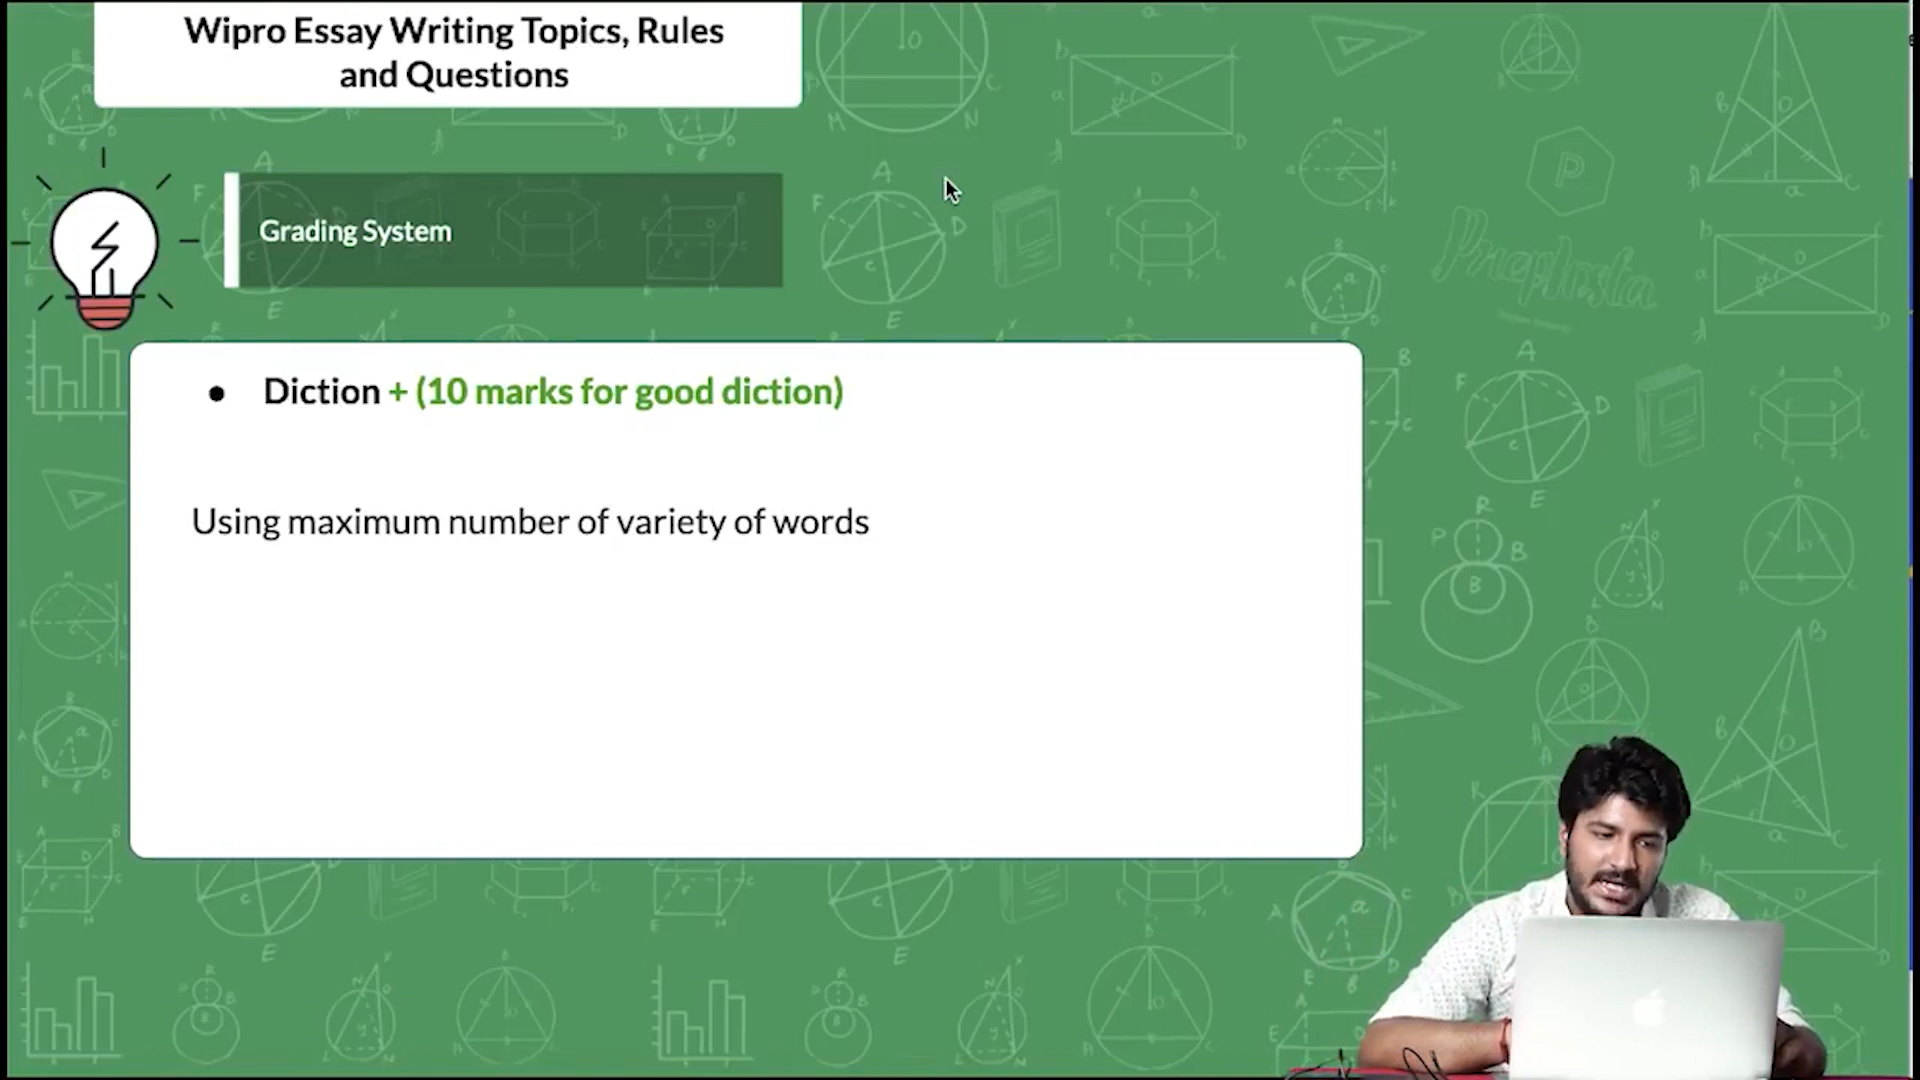 Wipro Essay Writing Topics, Rules
and Questions
Grading System
● Diction + (10 marks for good diction)
Using maximum number of variety of words
PrepInsta